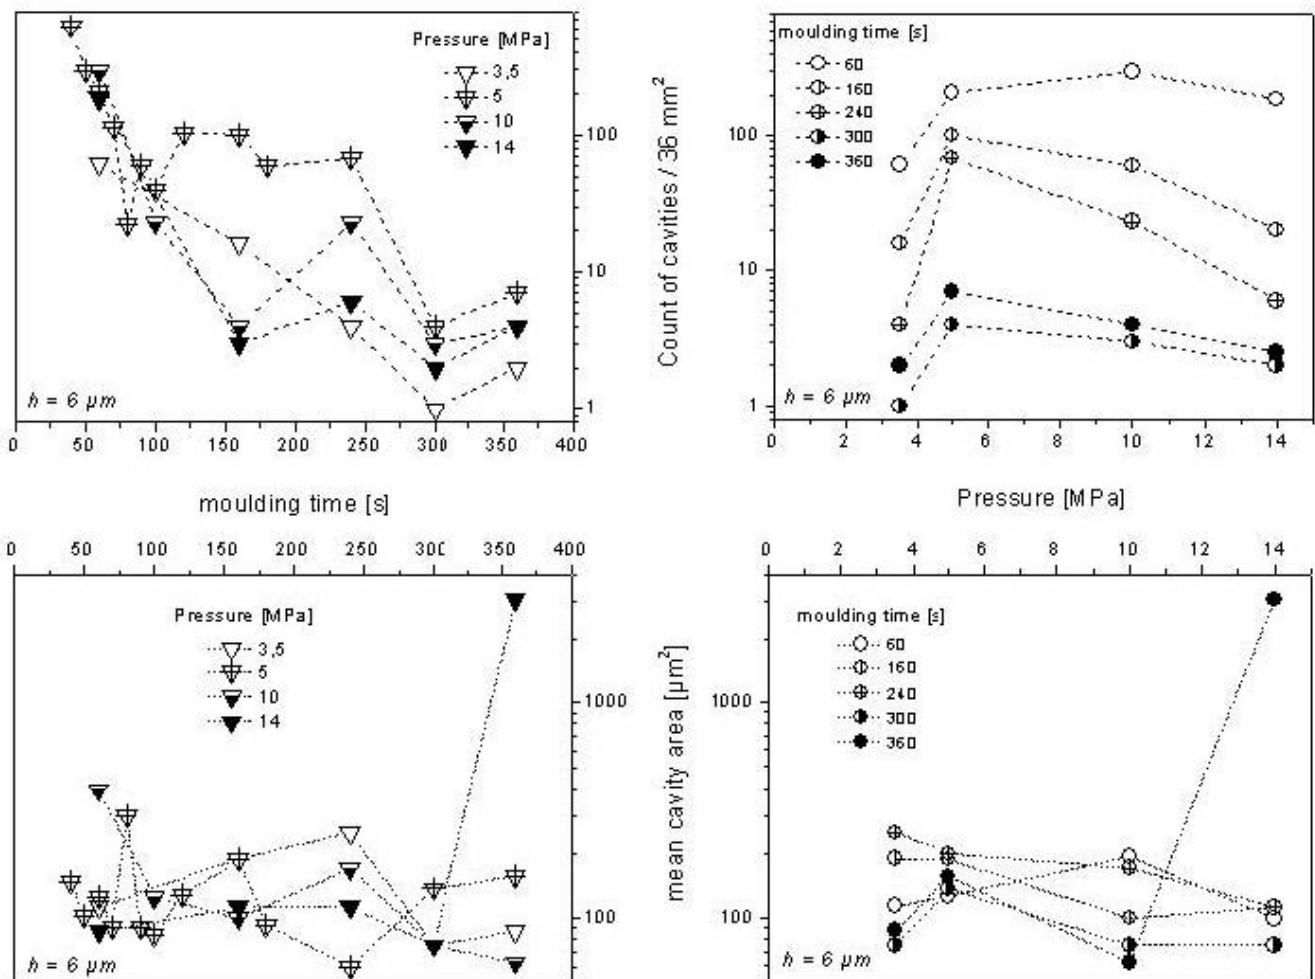 Pressure [MPa]
3,5
5
10
14
100
10
1
h = 6 µm
0 50 100 150 200 250 300 350 400
moulding time [s]
Count of cavities / 36 mm²
moulding time [s]
60
160
240
300
360
100
10
1
h = 6 µm
0 2 4 6 8 10 12 14
Pressure [MPa]
0 50 100 150 200 250 300 350 400
Pressure [MPa]
3,5
5
10
14
1000
100
h = 6 µm
mean cavity area [µm²]
0 2 4 6 8 10 12 14
moulding time [s]
60
160
240
300
360
1000
100
h = 6 µm